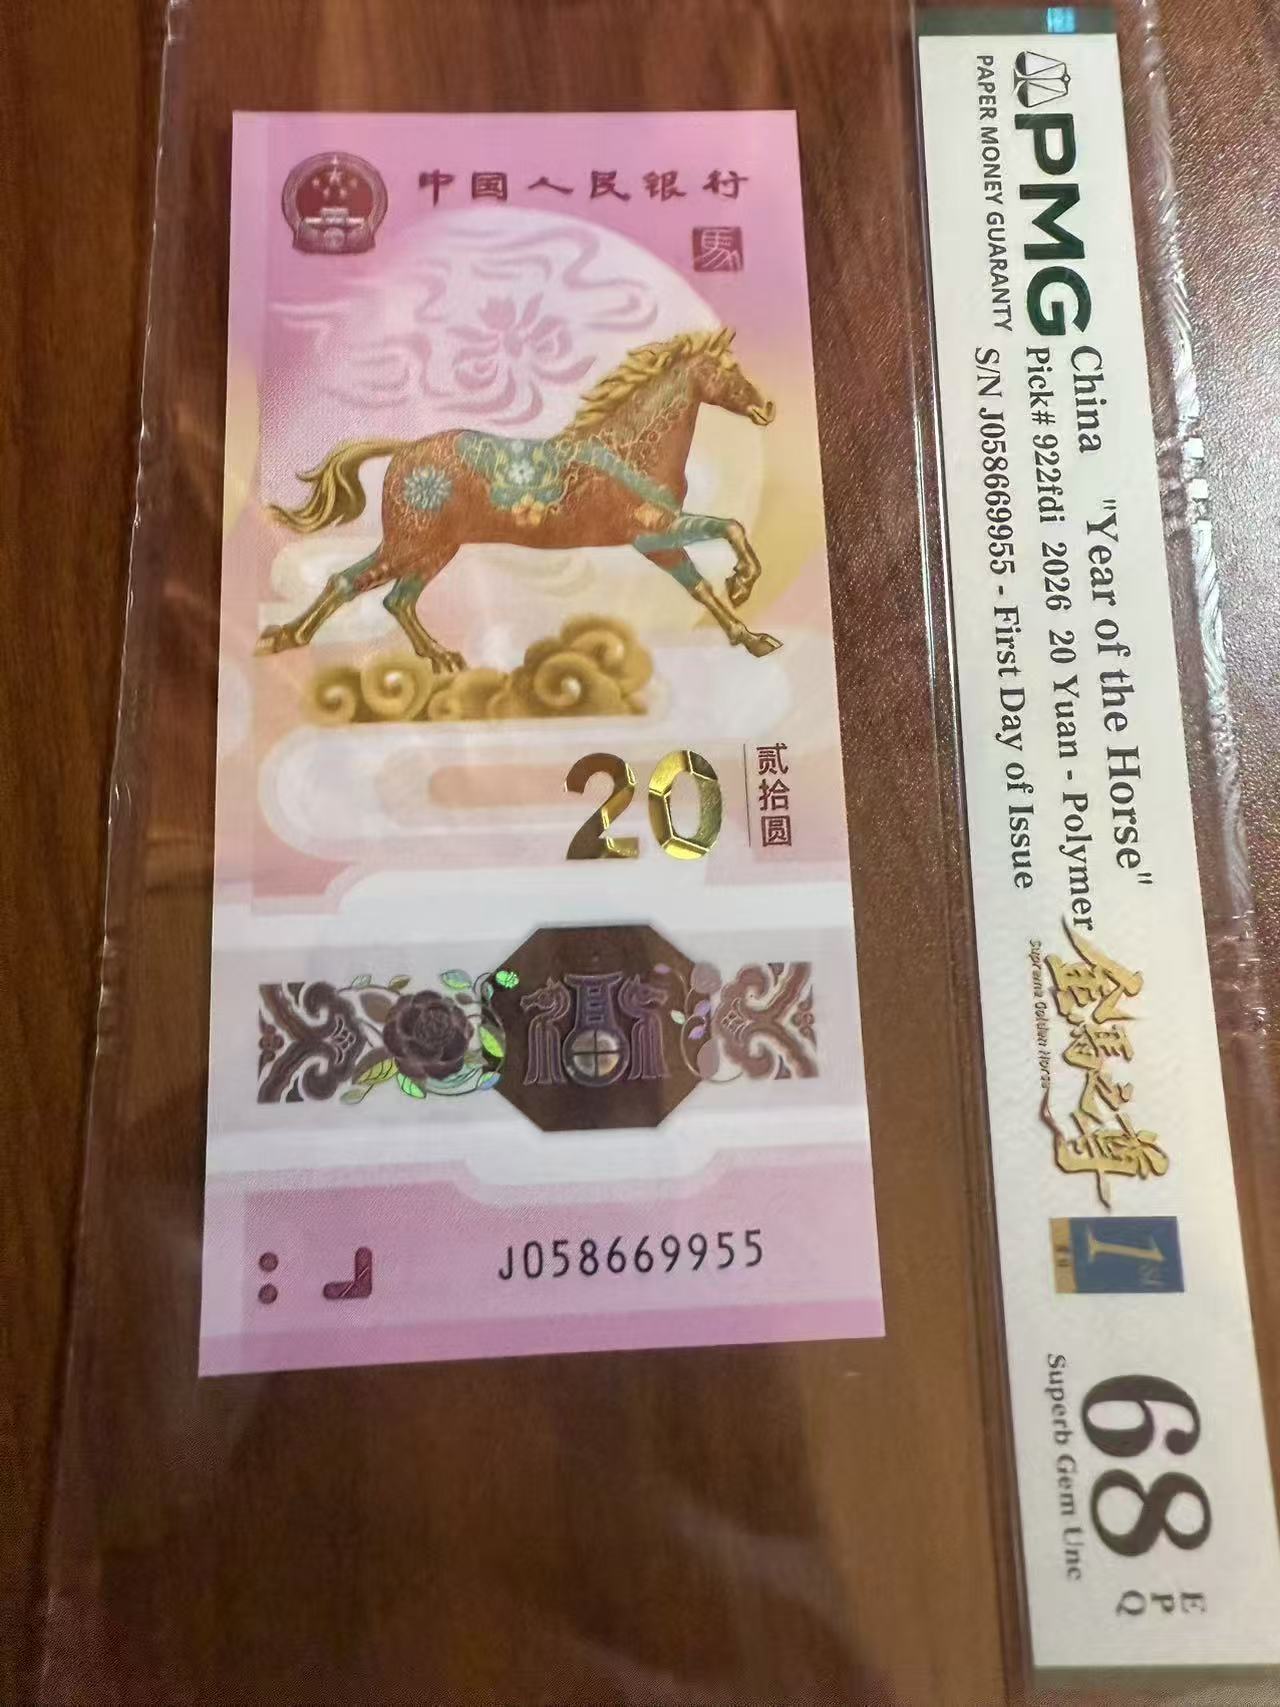 中国人民银行
馬
20
贰拾圆
J058669955
PMG
PAPER MONEY GUARANTY
China "Year of the Horse"
Pick# 922fdi 2026 20 Yuan - Polymer
S/N J058669955 - First Day of Issue
金馬之尊
Supreme Golden Horse
1st
68 EPQ
Superb Gem Unc